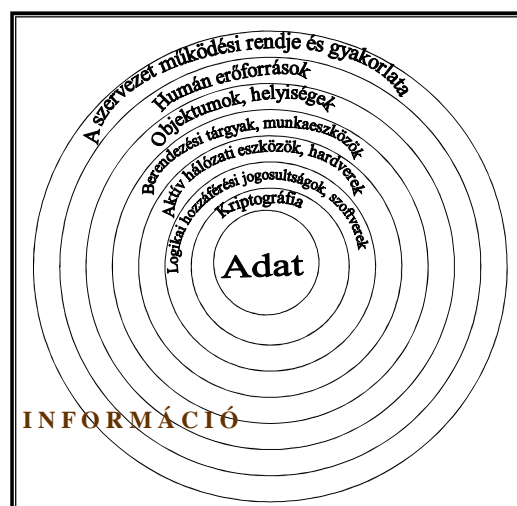 A szervezet működési rendje és gyakorlata
Humán erőforrások
Objektumok, helyiségek
Berendezési tárgyak, munkaeszközök
Aktív hálózati eszközök, hardverek
Logikai hozzáférési jogosultságok, szoftverek
Kriptográfia
Adat
INFORMÁCIÓ